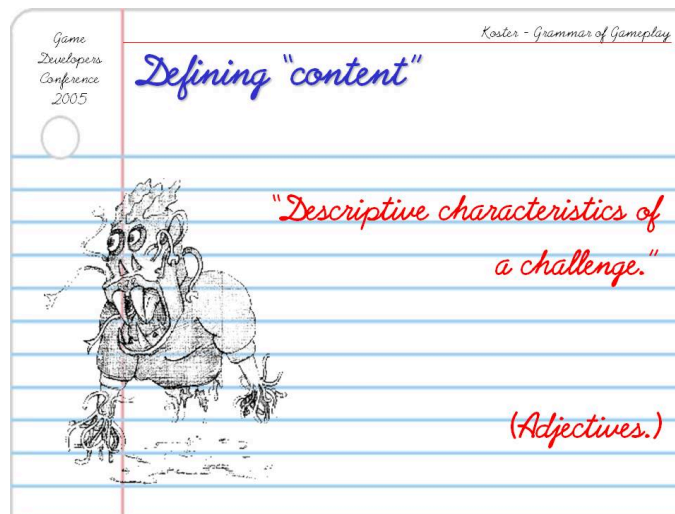 Game
Developers
Conference
2005
Koster - Grammar of Gameplay
Defining "content"
"Descriptive characteristics of
a challenge."
(Adjectives.)